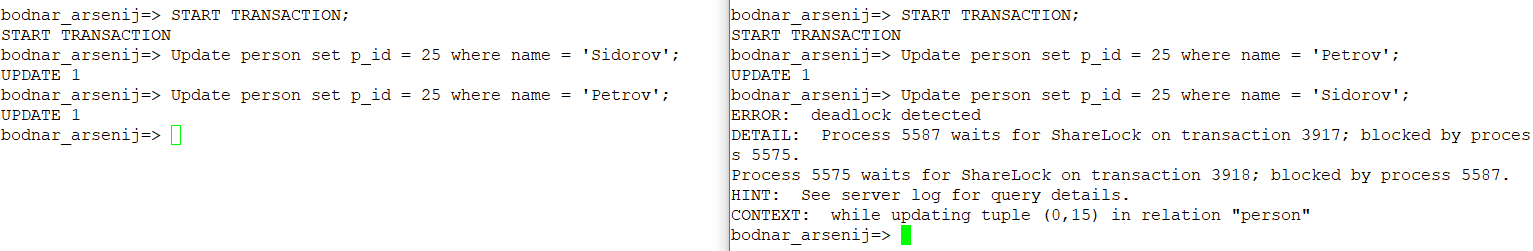 bodnar_arsenij=> START TRANSACTION;
START TRANSACTION
bodnar_arsenij=> Update person set p_id = 25 where name = 'Sidorov';
UPDATE 1
bodnar_arsenij=> Update person set p_id = 25 where name = 'Petrov';
UPDATE 1
bodnar_arsenij=>
bodnar_arsenij=> START TRANSACTION;
START TRANSACTION
bodnar_arsenij=> Update person set p_id = 25 where name = 'Petrov';
UPDATE 1
bodnar_arsenij=> Update person set p_id = 25 where name = 'Sidorov';
ERROR:  deadlock detected
DETAIL:  Process 5587 waits for ShareLock on transaction 3917; blocked by proces
s 5575.
Process 5575 waits for ShareLock on transaction 3918; blocked by process 5587.
HINT:  See server log for query details.
CONTEXT:  while updating tuple (0,15) in relation "person"
bodnar_arsenij=>